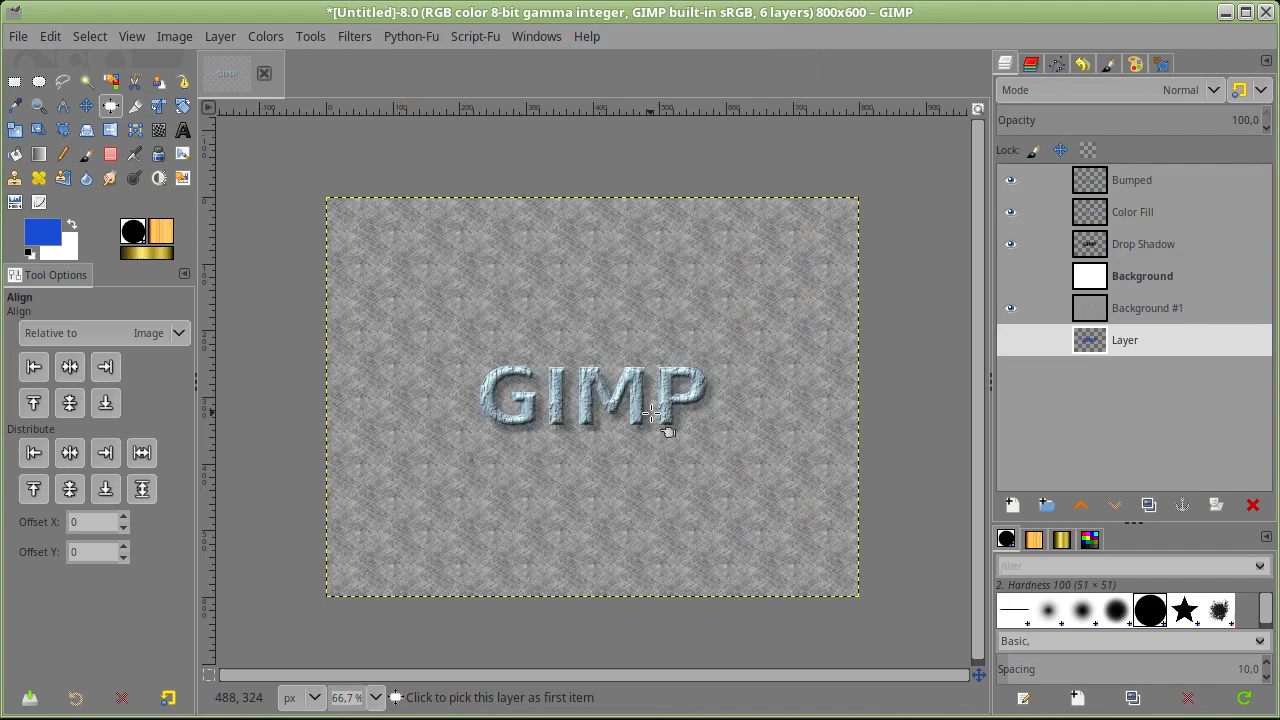 *[Untitled]-8.0 (RGB color 8-bit gamma integer, GIMP built-in sRGB, 6 layers) 800x600 – GIMP
File Edit Select View Image Layer Colors Tools Filters Python-Fu Script-Fu Windows Help
Mode Normal
Opacity 100,0
Lock:
Bumped
Color Fill
Drop Shadow
Background
Background #1
Layer
Tool Options
Align
Align
Relative to Image
Distribute
Offset X: 0
Offset Y: 0
GIMP
filter
2. Hardness 100 (51 × 51)
Basic,
Spacing 10,0
488, 324 px 66,7 % Click to pick this layer as first item